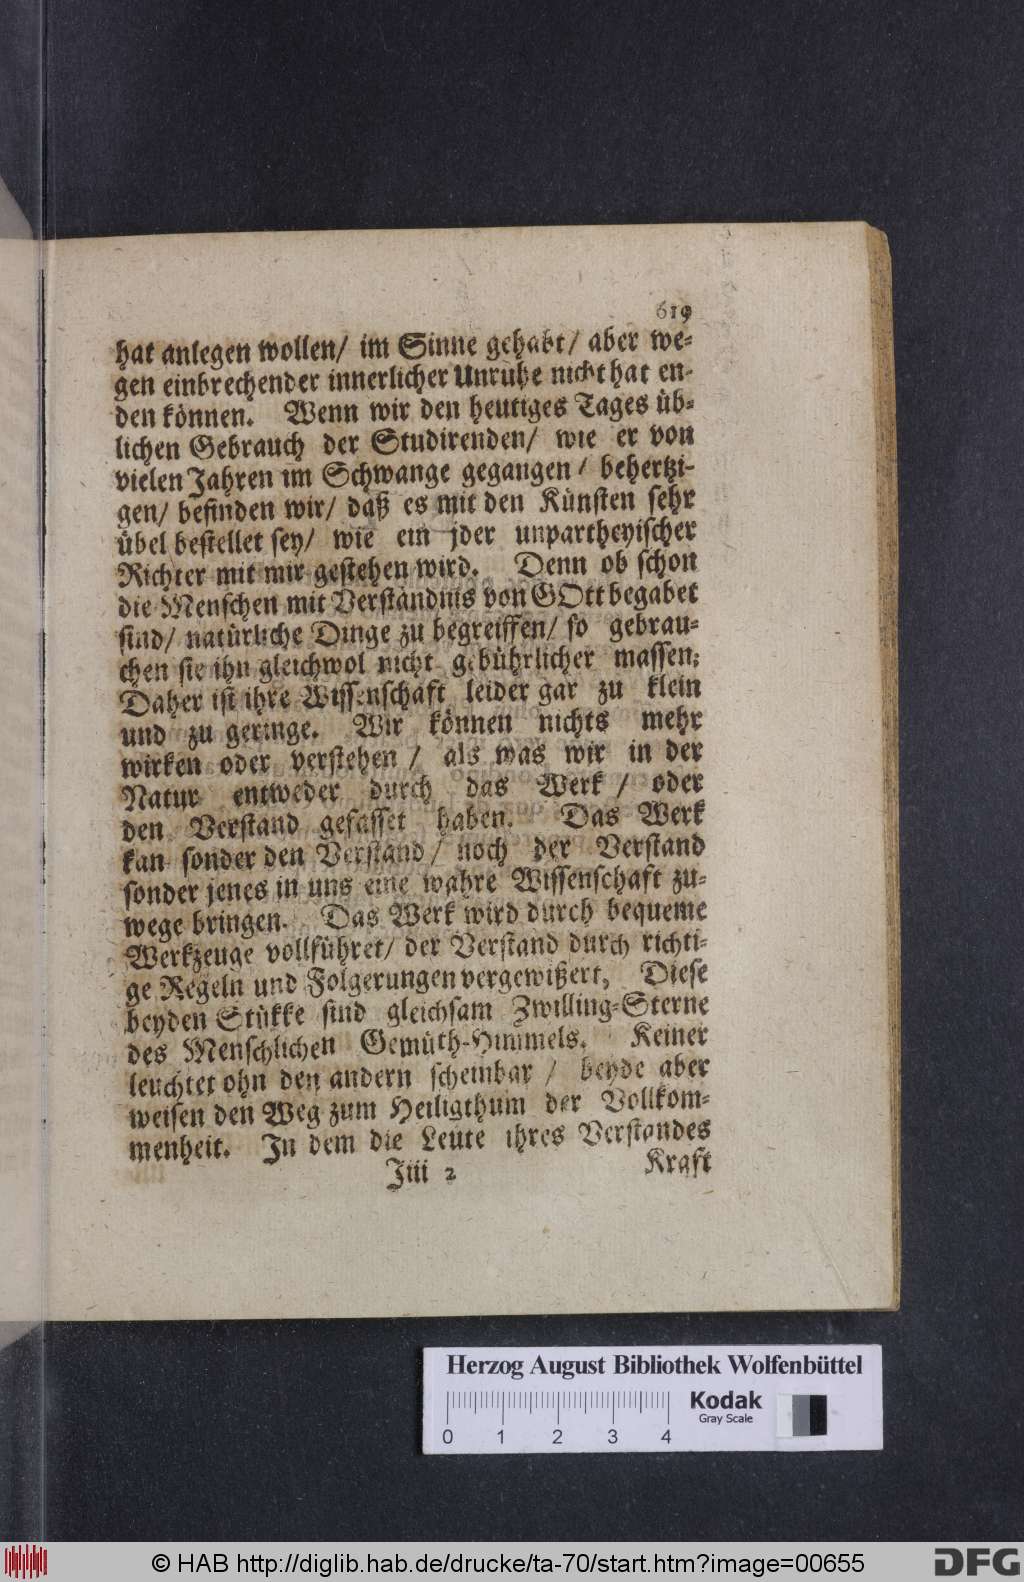 619
hat anlegen wollen/ im Sinne gehabt/ aber we-
gen einbrechender innerlicher Unruhe nicht hat en-
den können. Wenn wir den heutiges Tages üb-
lichen Gebrauch der Studirenden/ wie er von
vielen Jahren im Schwange gegangen/ behertzi-
gen/ befinden wir/ daß es mit den Künsten sehr
übel bestellet sey/ wie ein jder unpartheyischer
Richter mit mir gestehen wird. Denn ob schon
die Menschen mit Verständnis von GOtt begabet
sind/ natürliche Dinge zu begreiffen/ so gebrau-
chen sie ihn gleichwol nicht gebührlicher massen;
Daher ist ihre Wissenschaft leider gar zu klein
und zu geringe. Wir können nichts mehr
wirken oder verstehen / als was wir in der
Natur entweder durch das Werk / oder
den Verstand gefasset haben. Das Werk
kan sonder den Verstand/ noch der Verstand
sonder jenes in uns eine wahre Wissenschaft zu-
wege bringen. Das Werk wird durch bequeme
Werkzeuge vollführet/ der Verstand durch richti-
ge Regeln und Folgerungen vergewißert, Diese
beyden Stükke sind gleichsam Zwilling-Sterne
des Menschlichen Gemüth-Himmels. Keiner
leuchtet ohn den andern scheinbar / beyde aber
weisen den Weg zum Heiligthum der Vollkom-
menheit. In dem die Leute ihres Verstandes
Jiii 2 Kraft
Herzog August Bibliothek Wolfenbüttel
Kodak
Gray Scale
0 1 2 3 4
© HAB http://diglib.hab.de/drucke/ta-70/start.htm?image=00655
DFG